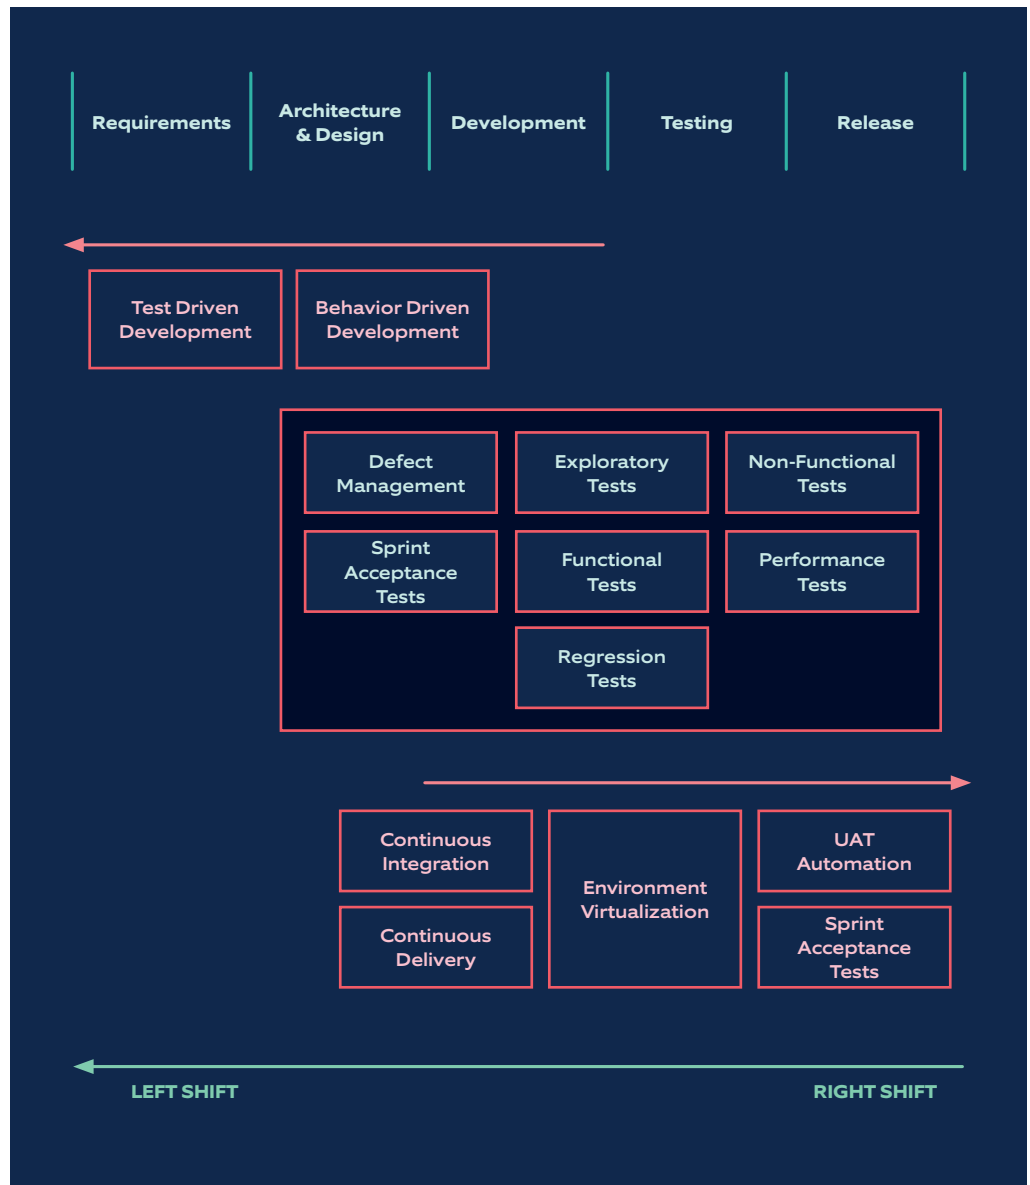 Requirements
Architecture
& Design
Development
Testing
Release
Test Driven
Development
Behavior Driven
Development
Defect
Management
Exploratory
Tests
Non-Functional
Tests
Sprint
Acceptance
Tests
Functional
Tests
Performance
Tests
Regression
Tests
Continuous
Integration
Environment
Virtualization
UAT
Automation
Continuous
Delivery
Sprint
Acceptance
Tests
LEFT SHIFT
RIGHT SHIFT